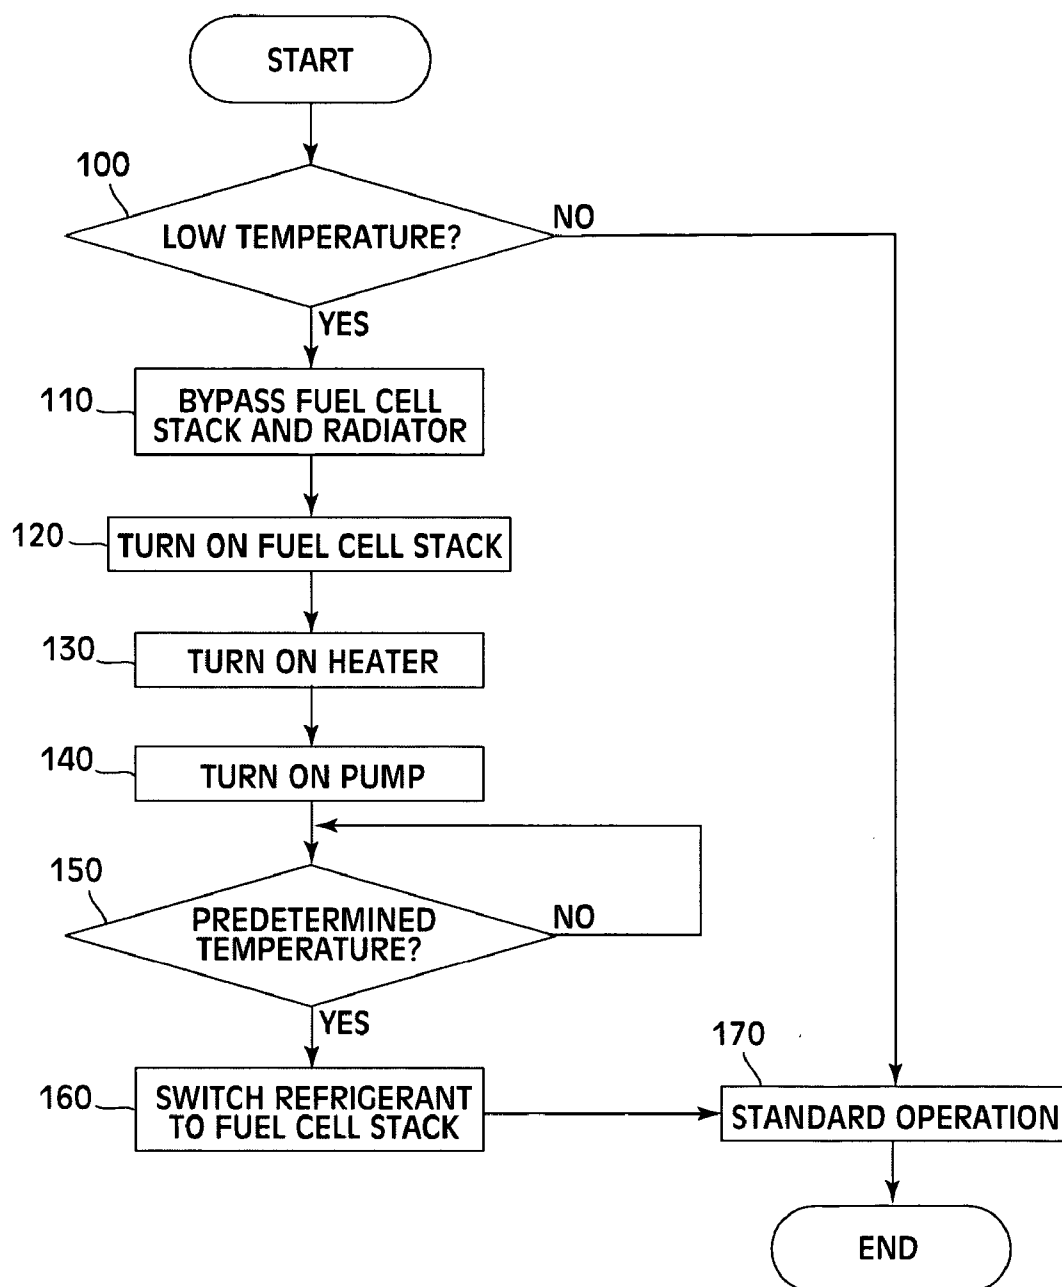 START
100
LOW TEMPERATURE?
NO
YES
110
BYPASS FUEL CELL
STACK AND RADIATOR
120
TURN ON FUEL CELL STACK
130
TURN ON HEATER
140
TURN ON PUMP
150
PREDETERMINED
TEMPERATURE?
NO
YES
160
SWITCH REFRIGERANT
TO FUEL CELL STACK
170
STANDARD OPERATION
END